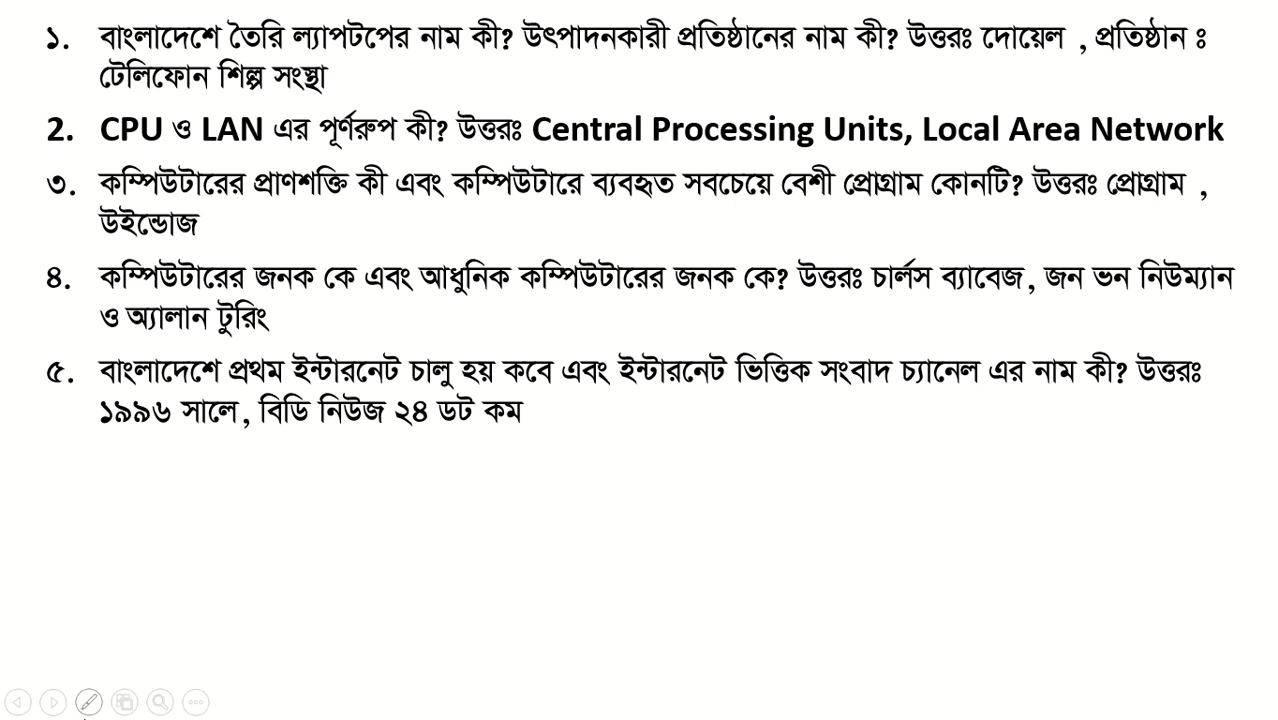 ১. বাংলাদেশে তৈরি ল্যাপটপের নাম কী? উৎপাদনকারী প্রতিষ্ঠানের নাম কী? উত্তরঃ দোয়েল , প্রতিষ্ঠান ঃ
টেলিফোন শিল্প সংস্থা
2. CPU ও LAN এর পূর্ণরুপ কী? উত্তরঃ Central Processing Units, Local Area Network
৩. কম্পিউটারের প্রাণশক্তি কী এবং কম্পিউটারে ব্যবহৃত সবচেয়ে বেশী প্রোগ্রাম কোনটি? উত্তরঃ প্রোগ্রাম ,
উইন্ডোজ
৪. কম্পিউটারের জনক কে এবং আধুনিক কম্পিউটারের জনক কে? উত্তরঃ চার্লস ব্যাবেজ, জন ভন নিউম্যান
ও অ্যালান টুরিং
৫. বাংলাদেশে প্রথম ইন্টারনেট চালু হয় কবে এবং ইন্টারনেট ভিত্তিক সংবাদ চ্যানেল এর নাম কী? উত্তরঃ
১৯৯৬ সালে, বিডি নিউজ ২৪ ডট কম